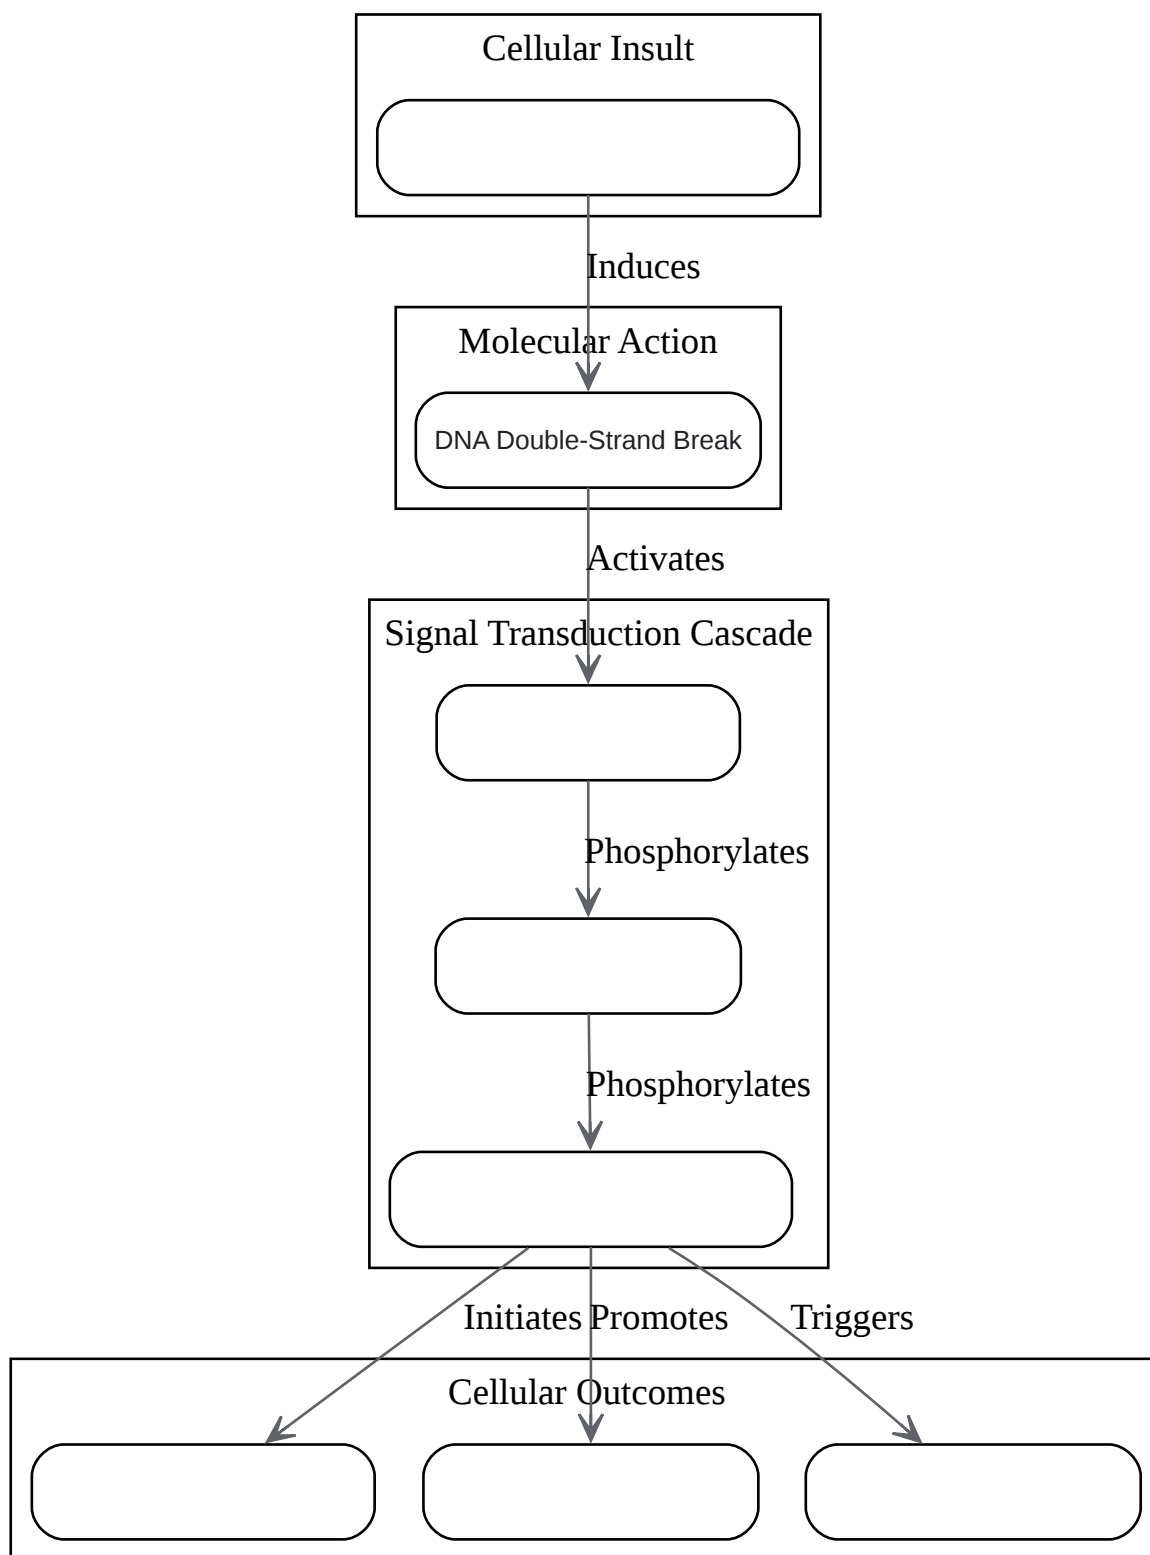 Cellular Insult
Induces
Molecular Action
DNA Double-Strand Break
Activates
Signal Transduction Cascade
Phosphorylates
Phosphorylates
Initiates Promotes Triggers
Cellular Outcomes